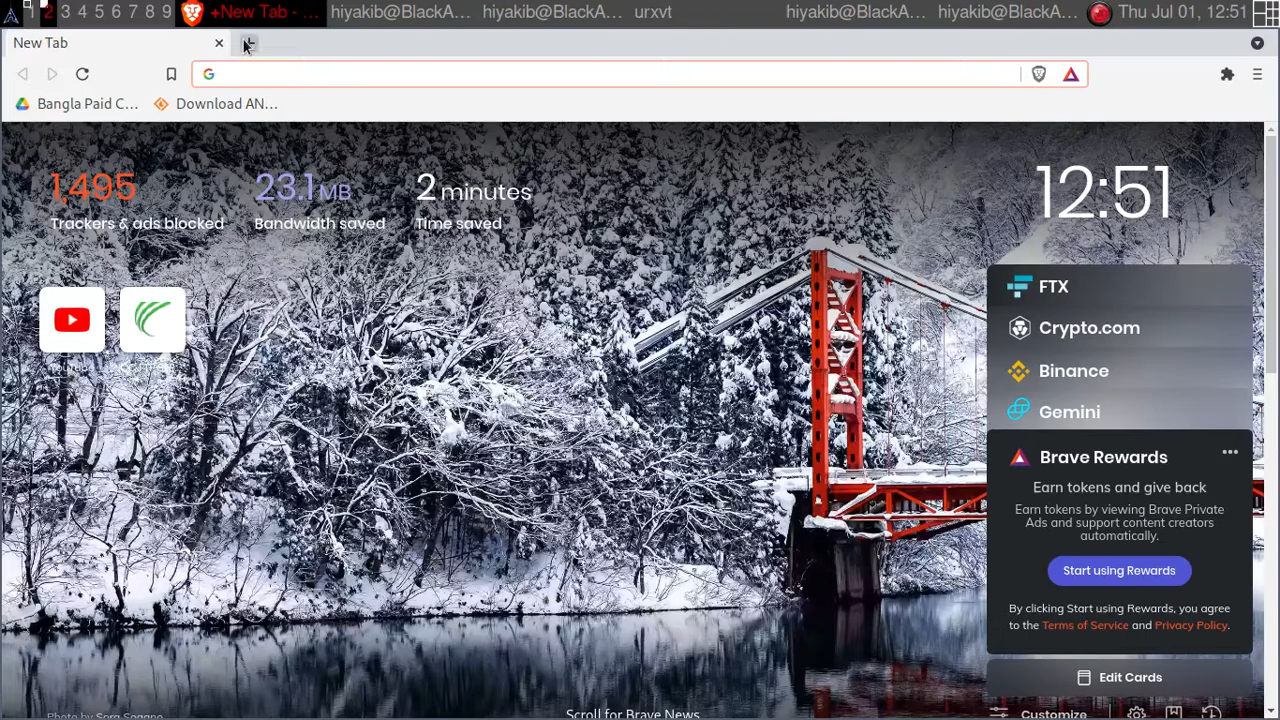 1 2 3 4 5 6 7 8 9 +New Tab - ... hiyakib@BlackA... hiyakib@BlackA... urxvt hiyakib@BlackA... hiyakib@BlackA... Thu Jul 01, 12:51
New Tab
Bangla Paid C... Download AN...
1,495 23.1 MB 2 minutes
Trackers & ads blocked Bandwidth saved Time saved
12:51
FTX
Crypto.com
Binance
Gemini
Brave Rewards
Earn tokens and give back
Earn tokens by viewing Brave Private
Ads and support content creators
automatically.
Start using Rewards
By clicking Start using Rewards, you agree
to the Terms of Service and Privacy Policy.
Edit Cards
Photo by Sora Sagano
Scroll for Brave News
Customize